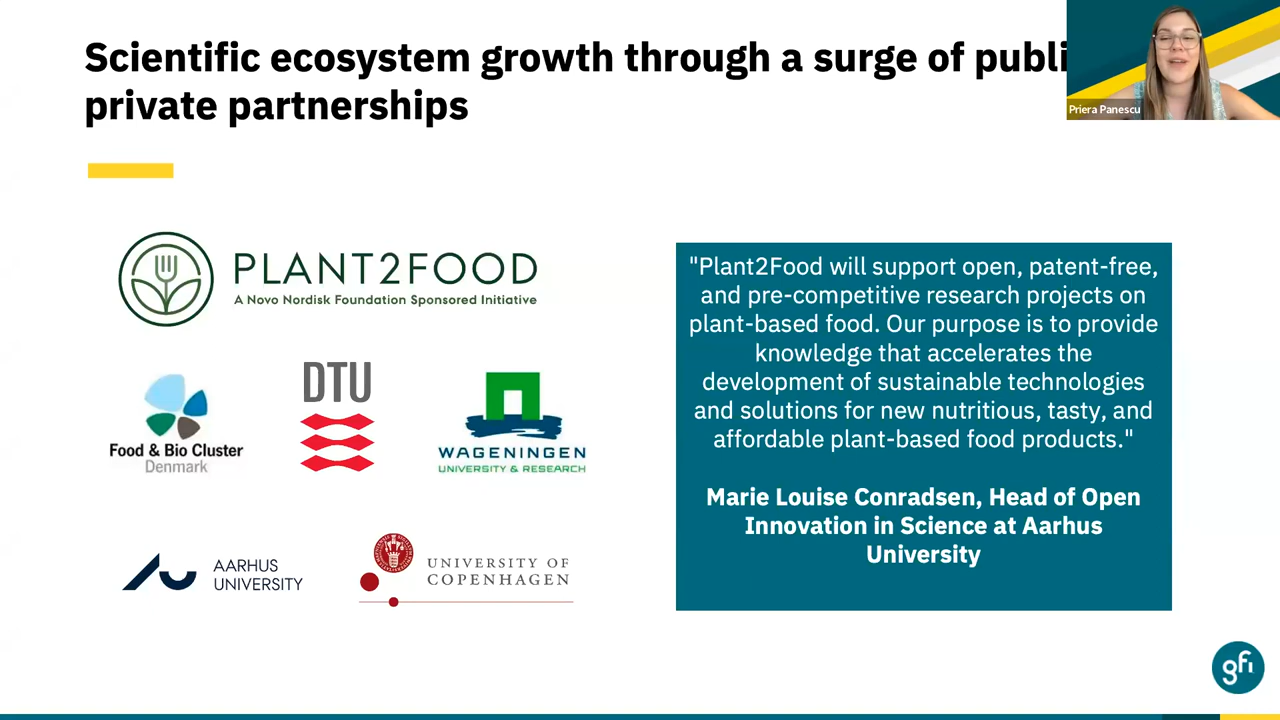 Scientific ecosystem growth through a surge of publi
private partnerships
Priera Panescu
PLANT2FOOD
A Novo Nordisk Foundation Sponsored Initiative
DTU
Food & Bio Cluster
Denmark
WAGENINGEN
UNIVERSITY & RESEARCH
AARHUS
UNIVERSITY
UNIVERSITY OF
COPENHAGEN
"Plant2Food will support open, patent-free,
and pre-competitive research projects on
plant-based food. Our purpose is to provide
knowledge that accelerates the
development of sustainable technologies
and solutions for new nutritious, tasty, and
affordable plant-based food products."
Marie Louise Conradsen, Head of Open
Innovation in Science at Aarhus
University
gfi